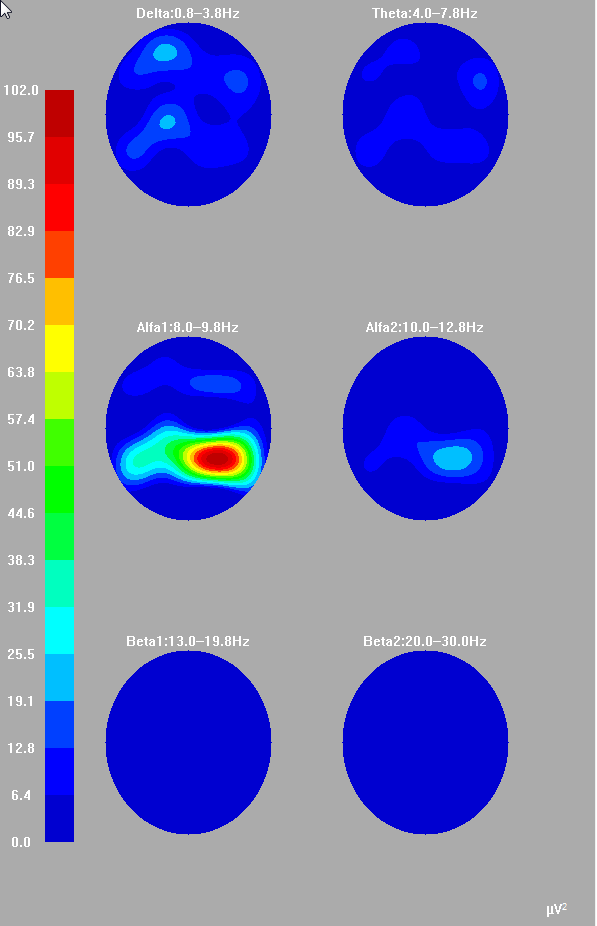 Delta:0.8–3.8Hz
Theta:4.0–7.8Hz
102.0
95.7
89.3
82.9
76.5
70.2
63.8
57.4
51.0
44.6
38.3
31.9
25.5
19.1
12.8
6.4
0.0
Alfa1:8.0–9.8Hz
Alfa2:10.0–12.8Hz
Beta1:13.0–19.8Hz
Beta2:20.0–30.0Hz
µV²